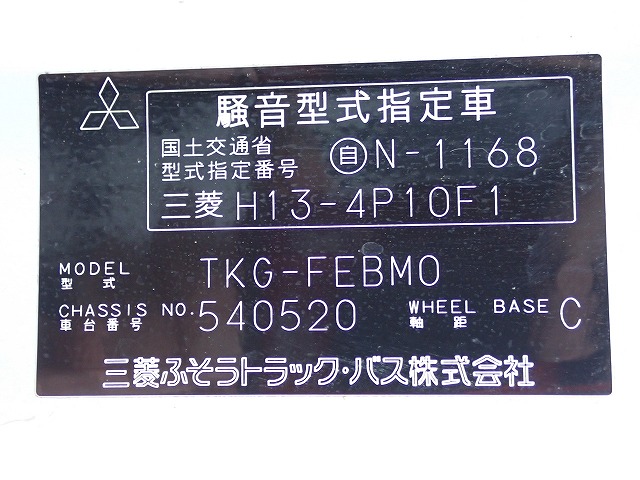 騒音型式指定車
国土交通省
型式指定番号 自N-1168
三菱 H13-4P10F1
MODEL
型式 TKG-FEBM0
CHASSIS NO.
車台番号 540520 WHEEL BASE
軸距 C
三菱ふそうトラック・バス株式会社